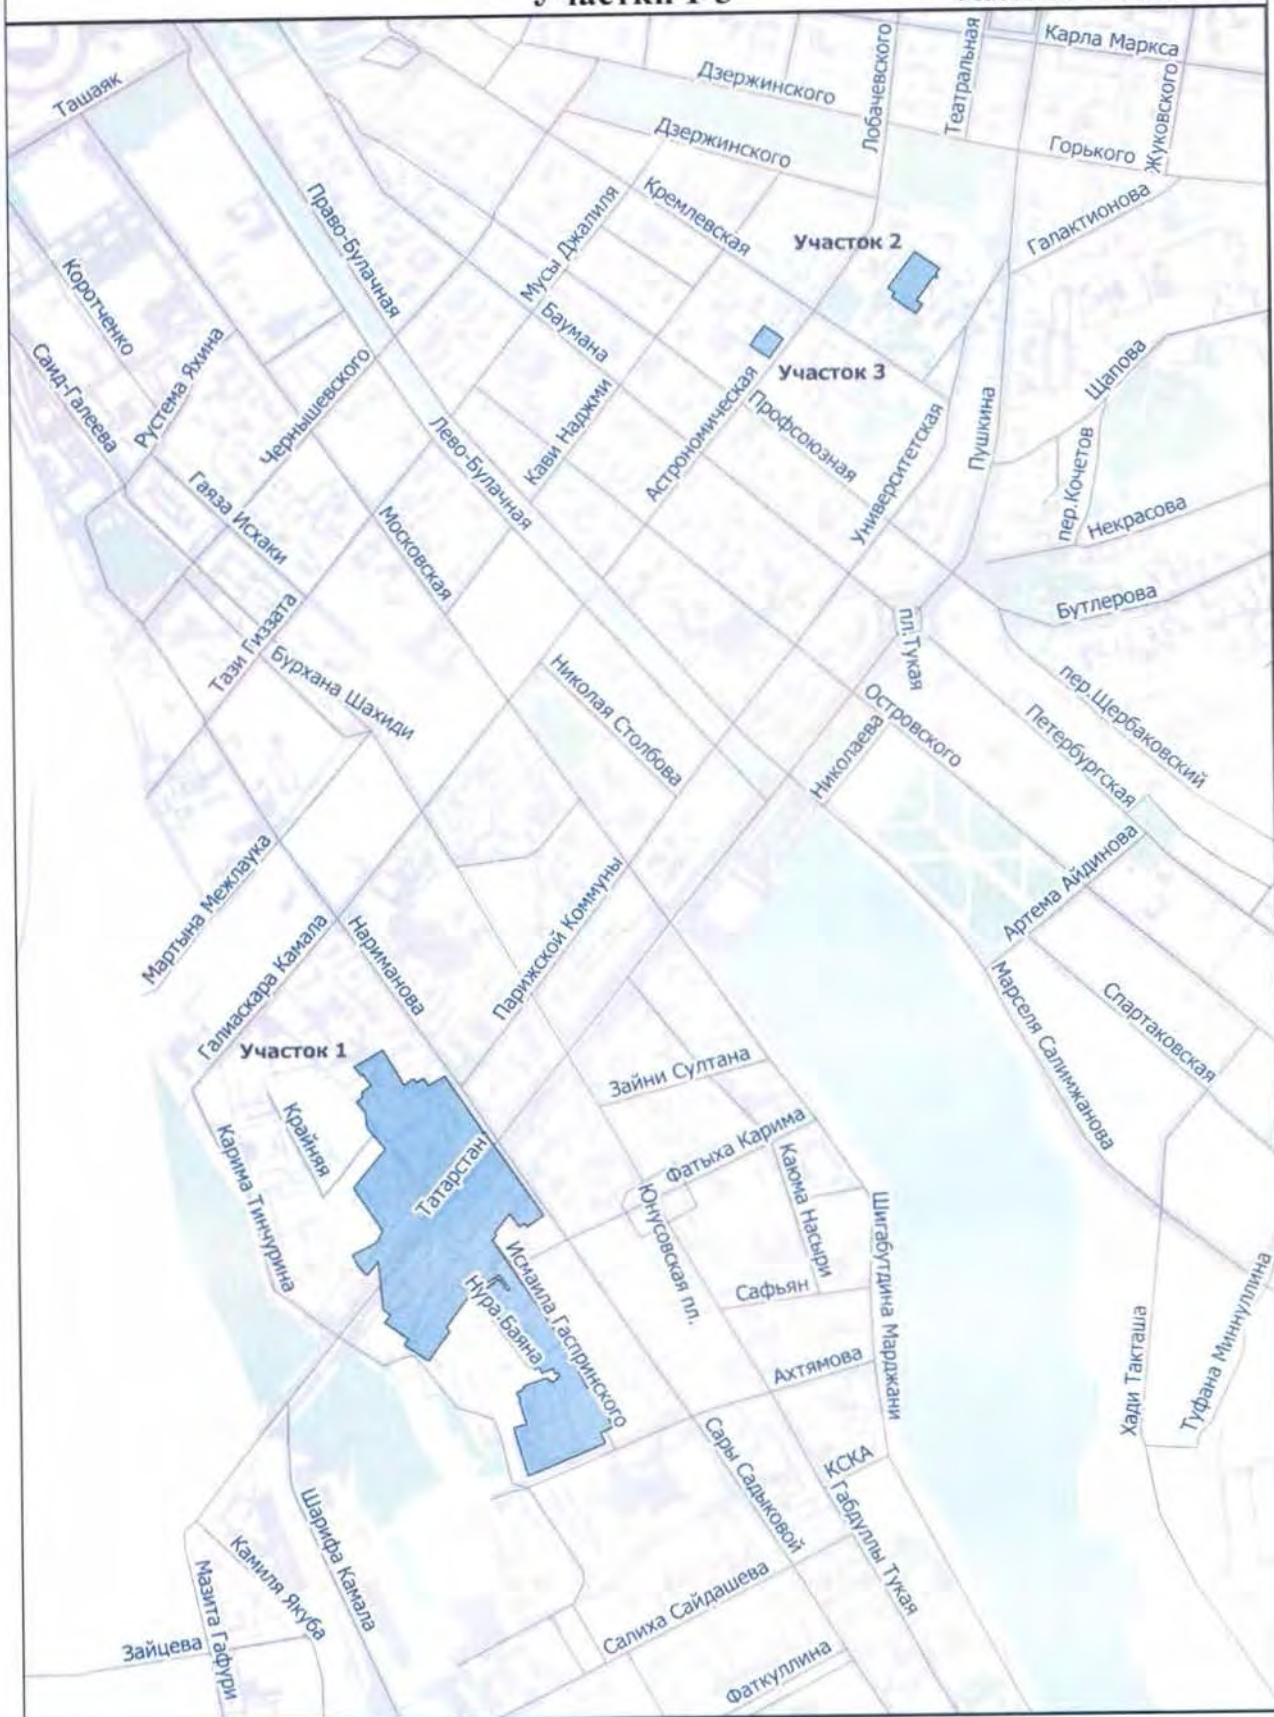 Участки 1-3
Карла Маркса
Ташаяк
Дзержинского
Лобачевского
Театральная
Жуковского
Дзержинского
Горького
Право-Булачная
Мусы Джалиля
Кремлевская
Галактионова
Участок 2
Коротченко
Баумана
Саид-Галеева
Рустема Яхина
Чернышевского
Участок 3
Щапова
Кави Наджми
Астрономическая
Профсоюзная
Университетская
Пушкина
Лево-Булачная
пер.Кочетов
Гаяза Исхаки
Московская
Некрасова
Бутлерова
Тази Гиззата
пл.Тукая
Бурхана Шахиди
Николая Столбова
пер.Щербаковский
Островского
Петербургская
Николаева
Мартына Межлаука
Артема Айдинова
Парижской Коммуны
Галиаскара Камала
Нариманова
Марселя Салимжанова
Спартаковская
Участок 1
Зайни Султана
Крайняя
Карима Тинчурина
Татарстан
Фатыха Карима
Каюма Насыри
Юнусовская пл.
Шигабутдина Марджани
Исмаила Гаспринского
Нура Баяна
Сафьян
Хади Такташа
Туфана Миннуллина
Ахтямова
Сары Садыковой
КСКА
Габдуллы Тукая
Шарифа Камала
Камиля Якуба
Мазита Гафури
Салиха Сайдашева
Зайцева
Фаткуллина